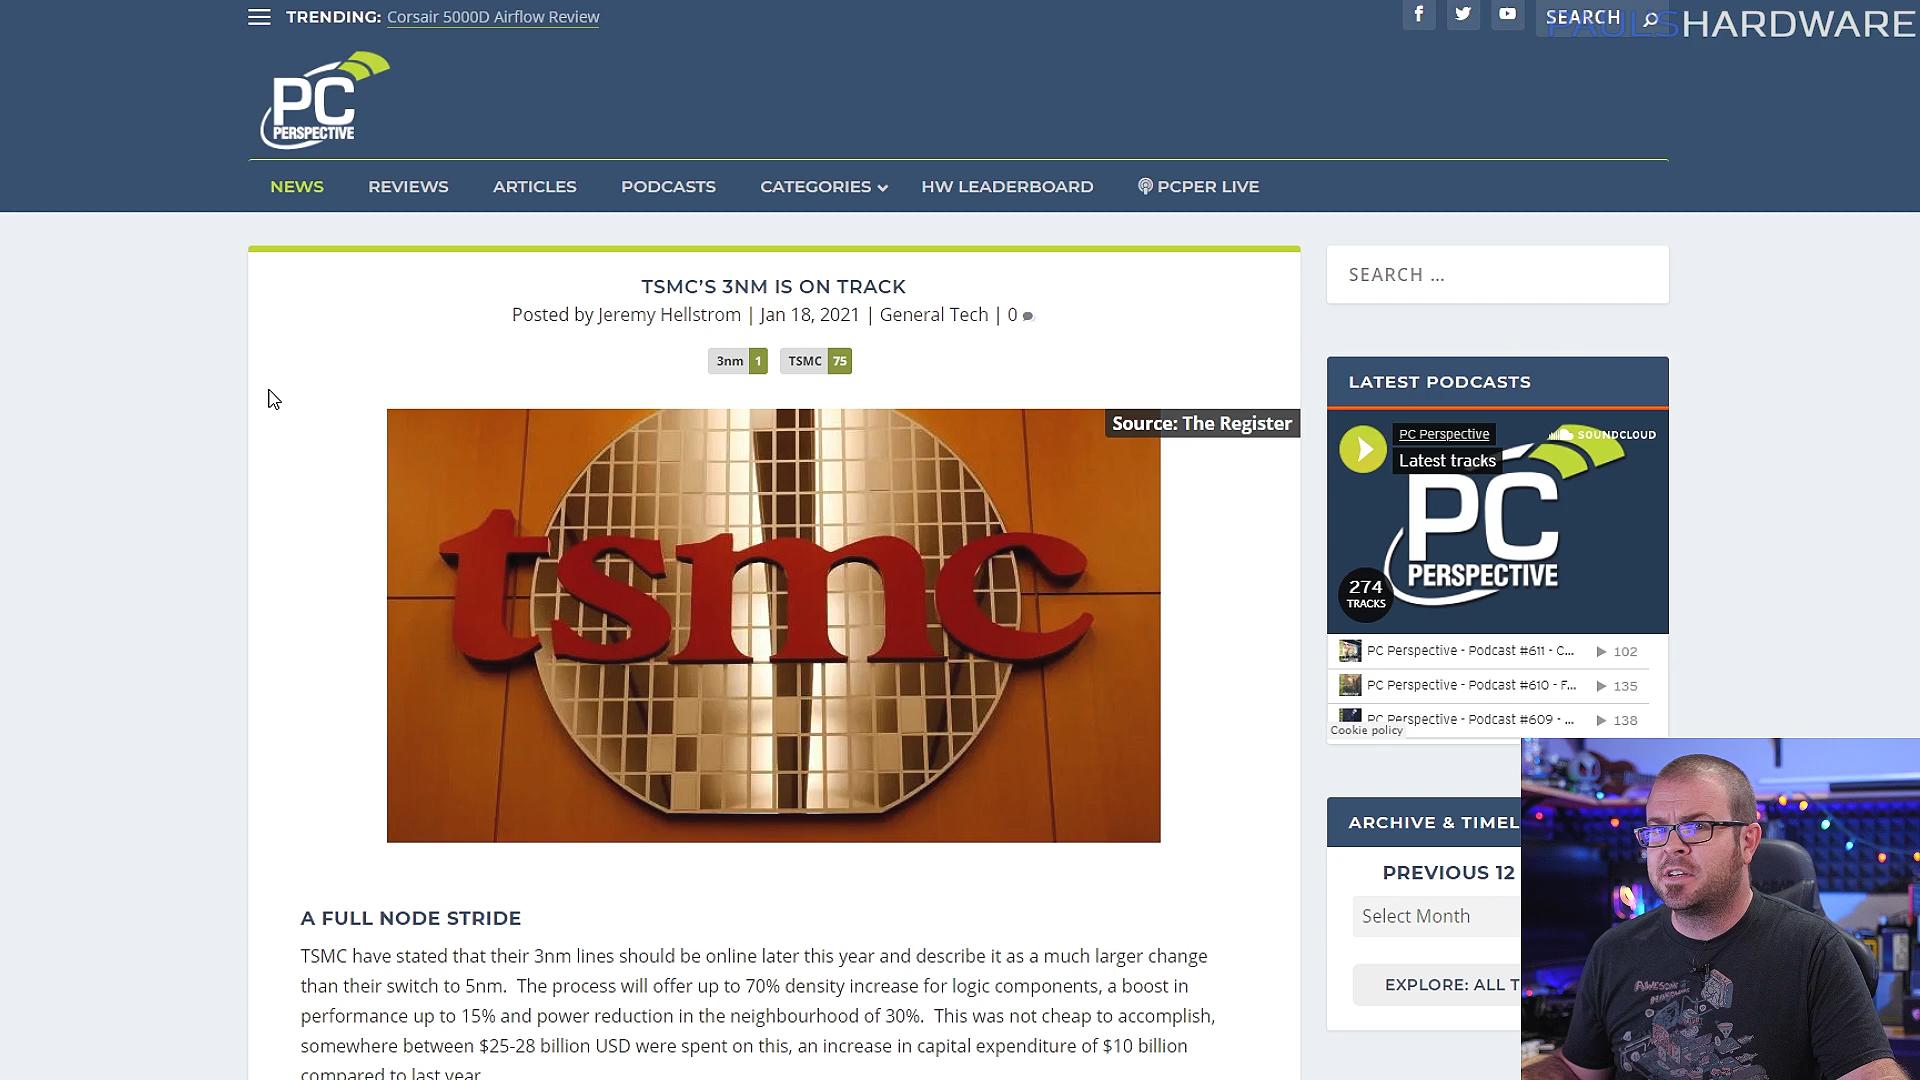 TRENDING: Corsair 5000D Airflow Review
SEARCH
PAUL'SHARDWARE
PC
PERSPECTIVE
NEWS REVIEWS ARTICLES PODCASTS CATEGORIES HW LEADERBOARD PCPER LIVE
TSMC’S 3NM IS ON TRACK
Posted by Jeremy Hellstrom | Jan 18, 2021 | General Tech | 0
3nm 1 TSMC 75
Source: The Register
tsmc
A FULL NODE STRIDE
TSMC have stated that their 3nm lines should be online later this year and describe it as a much larger change
than their switch to 5nm. The process will offer up to 70% density increase for logic components, a boost in
performance up to 15% and power reduction in the neighbourhood of 30%. This was not cheap to accomplish,
somewhere between $25-28 billion USD were spent on this, an increase in capital expenditure of $10 billion
compared to last year
SEARCH ...
LATEST PODCASTS
PC Perspective
Latest tracks
SOUNDCLOUD
PC
PERSPECTIVE
274
TRACKS
PC Perspective - Podcast #611 - C... 102
PC Perspective - Podcast #610 - F... 135
PC Perspective - Podcast #609 - ... 138
Cookie policy
ARCHIVE & TIMEL
PREVIOUS 12
Select Month
EXPLORE: ALL T
AWESOME
HARDWARE